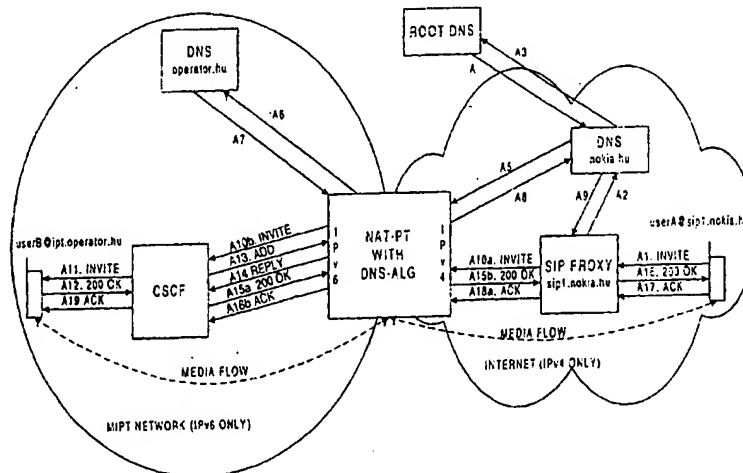 ROOT DNS
A3
A
DNS
operator.hu
A6
A7
DNS
nokia.hu
A5
A8
A9
A2
userB@ipt.operator.hu
userA@sip1.nokia.h
A10b. INVITE
A13. ADD
A14 REPLY
A15a 200 OK
A16b ACK
I
P
v
6
NAT-PT
WITH
DNS-ALG
I
P
v
4
A10a. INVITE
A15b. 200 OK
A18a. ACK
SIP PROXY
sip1.nokia.hu
A1. INVITE
A16. 200 OK
A17. ACK
A11. INVITE
A12. 200 OK
A19 ACK
CSCF
MEDIA FLOW
MEDIA FLOW
INTERNET (IPv4 ONLY)
MIPT NETWORK (IPv6 ONLY)